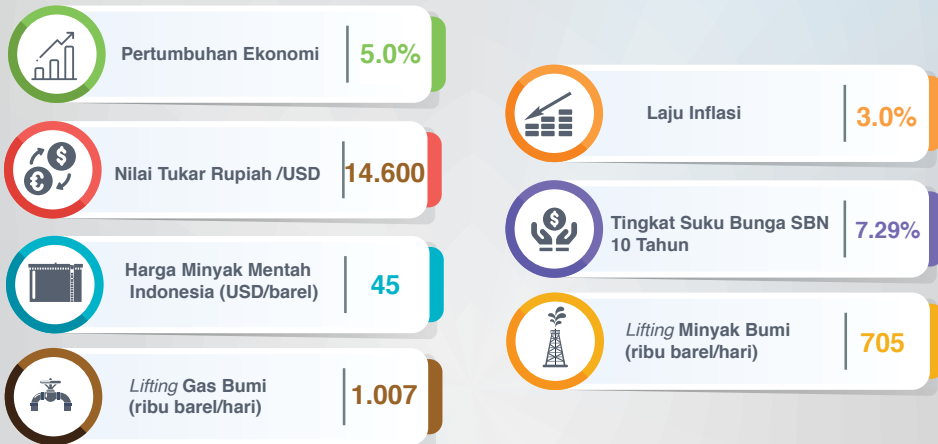 Pertumbuhan Ekonomi
5.0%
Nilai Tukar Rupiah /USD
14.600
Harga Minyak Mentah
Indonesia (USD/barel)
45
Lifting Gas Bumi
(ribu barel/hari)
1.007
Laju Inflasi
3.0%
Tingkat Suku Bunga SBN
10 Tahun
7.29%
Lifting Minyak Bumi
(ribu barel/hari)
705